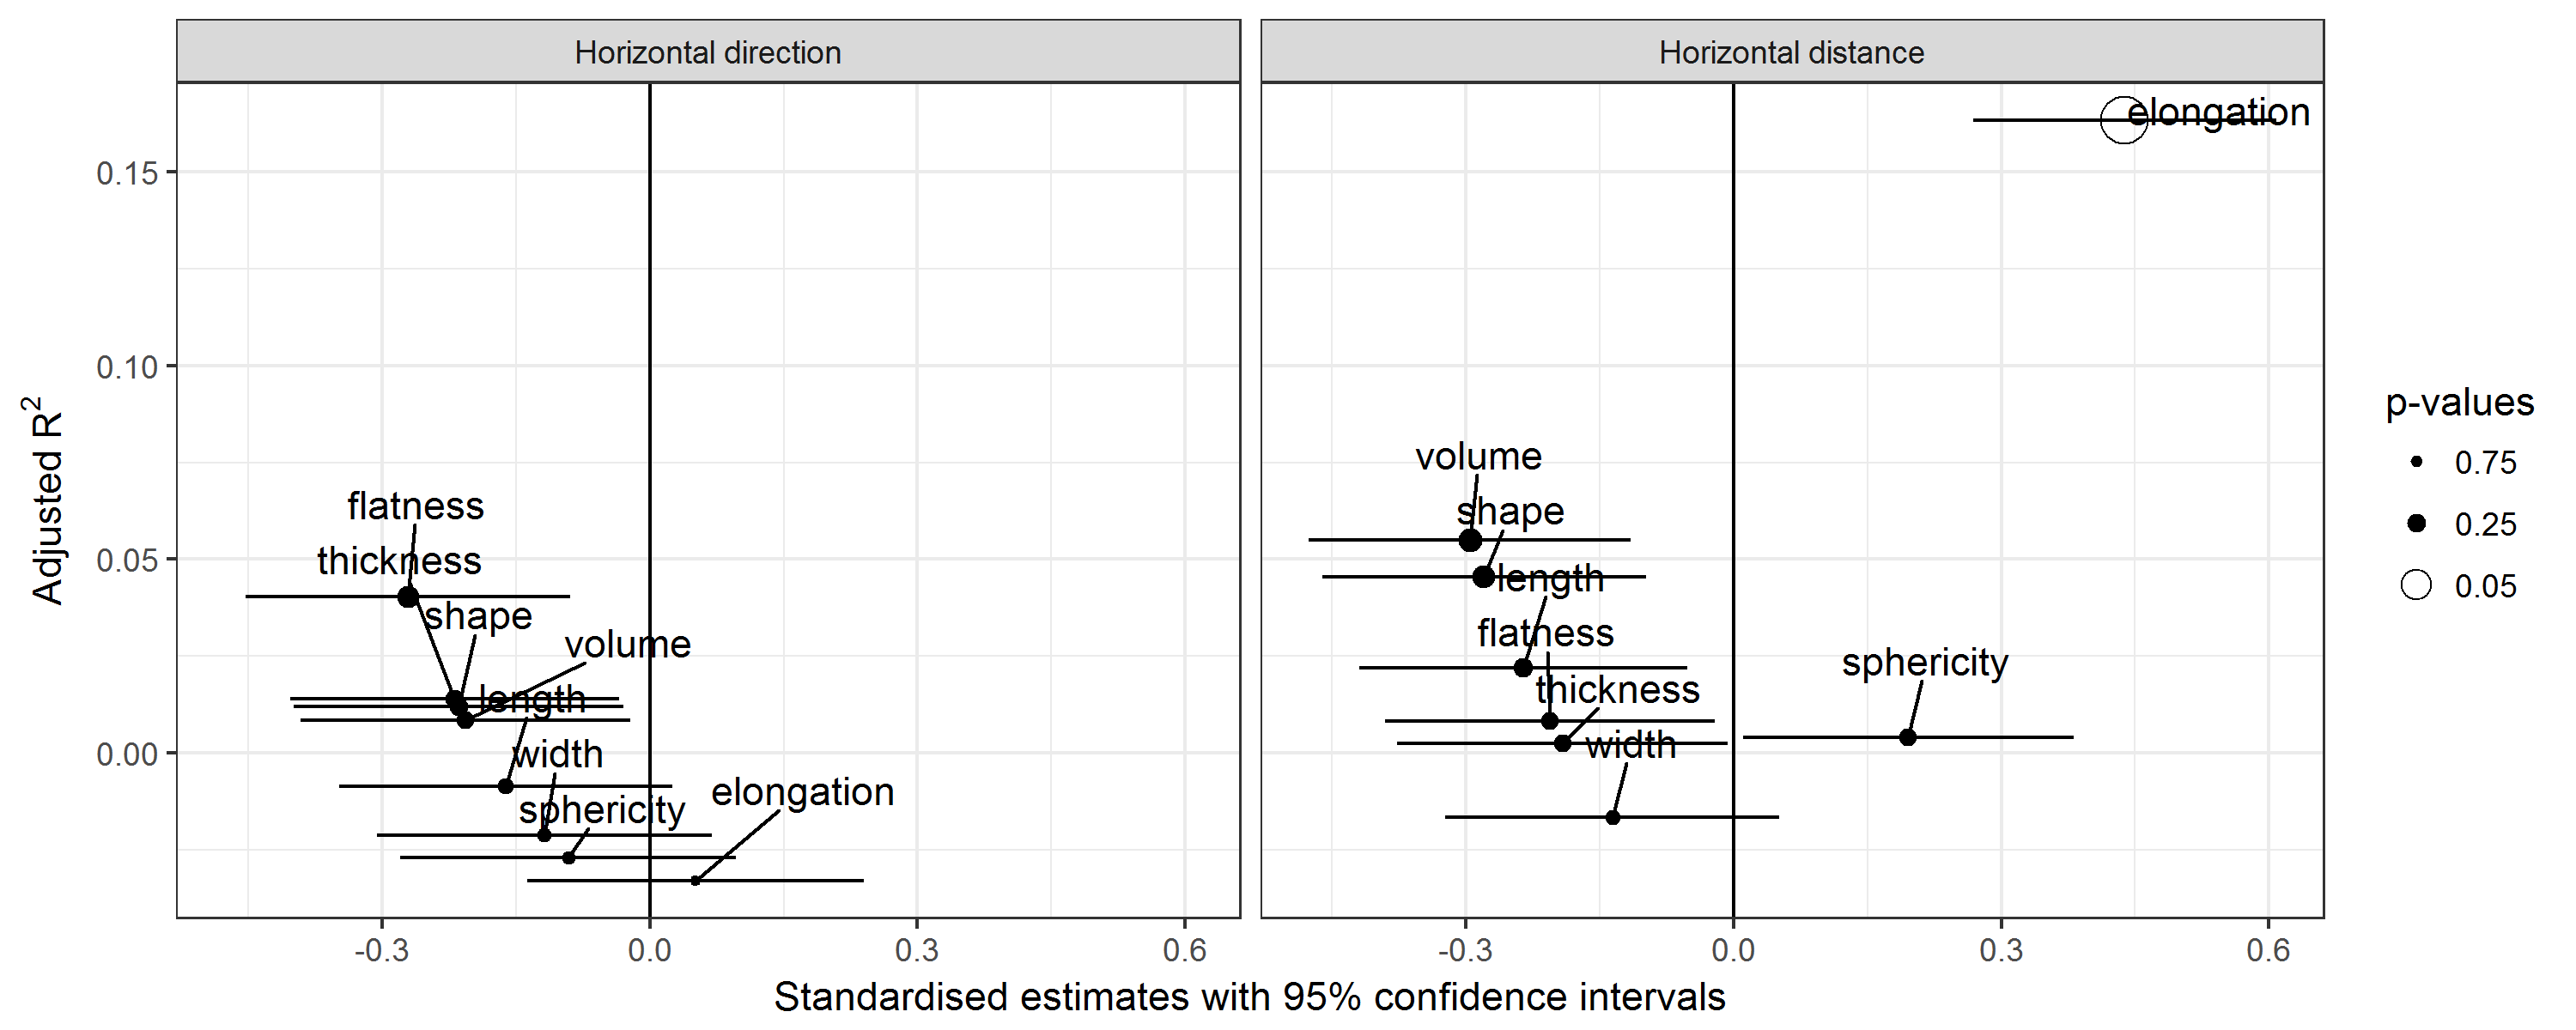 Horizontal direction
Horizontal distance
elongation
0.15
0.10
0.05
0.00
Adjusted R²
flatness
thickness
shape
volume
length
width
sphericity
elongation
volume
shape
length
flatness
thickness
width
sphericity
p-values
0.75
0.25
0.05
-0.3 0.0 0.3 0.6
-0.3 0.0 0.3 0.6
Standardised estimates with 95% confidence intervals